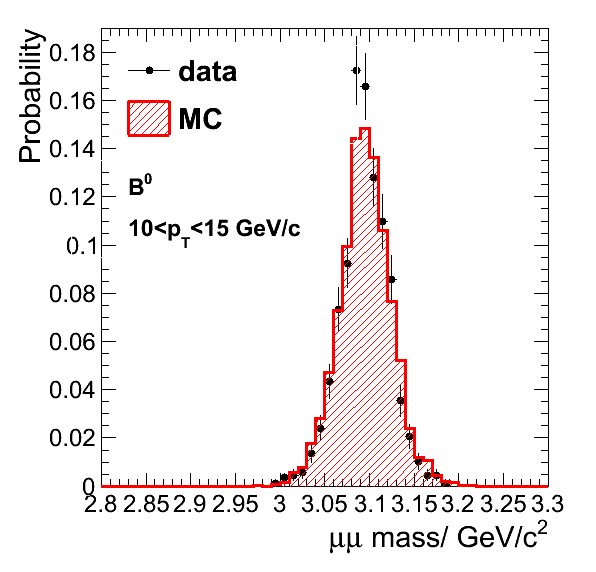 Probability
0.18
0.16
0.14
0.12
0.1
0.08
0.06
0.04
0.02
0
data
MC
B⁰
10<p_T<15 GeV/c
2.8 2.85 2.9 2.95 3 3.05 3.1 3.15 3.2 3.25 3.3
μμ mass/ GeV/c²